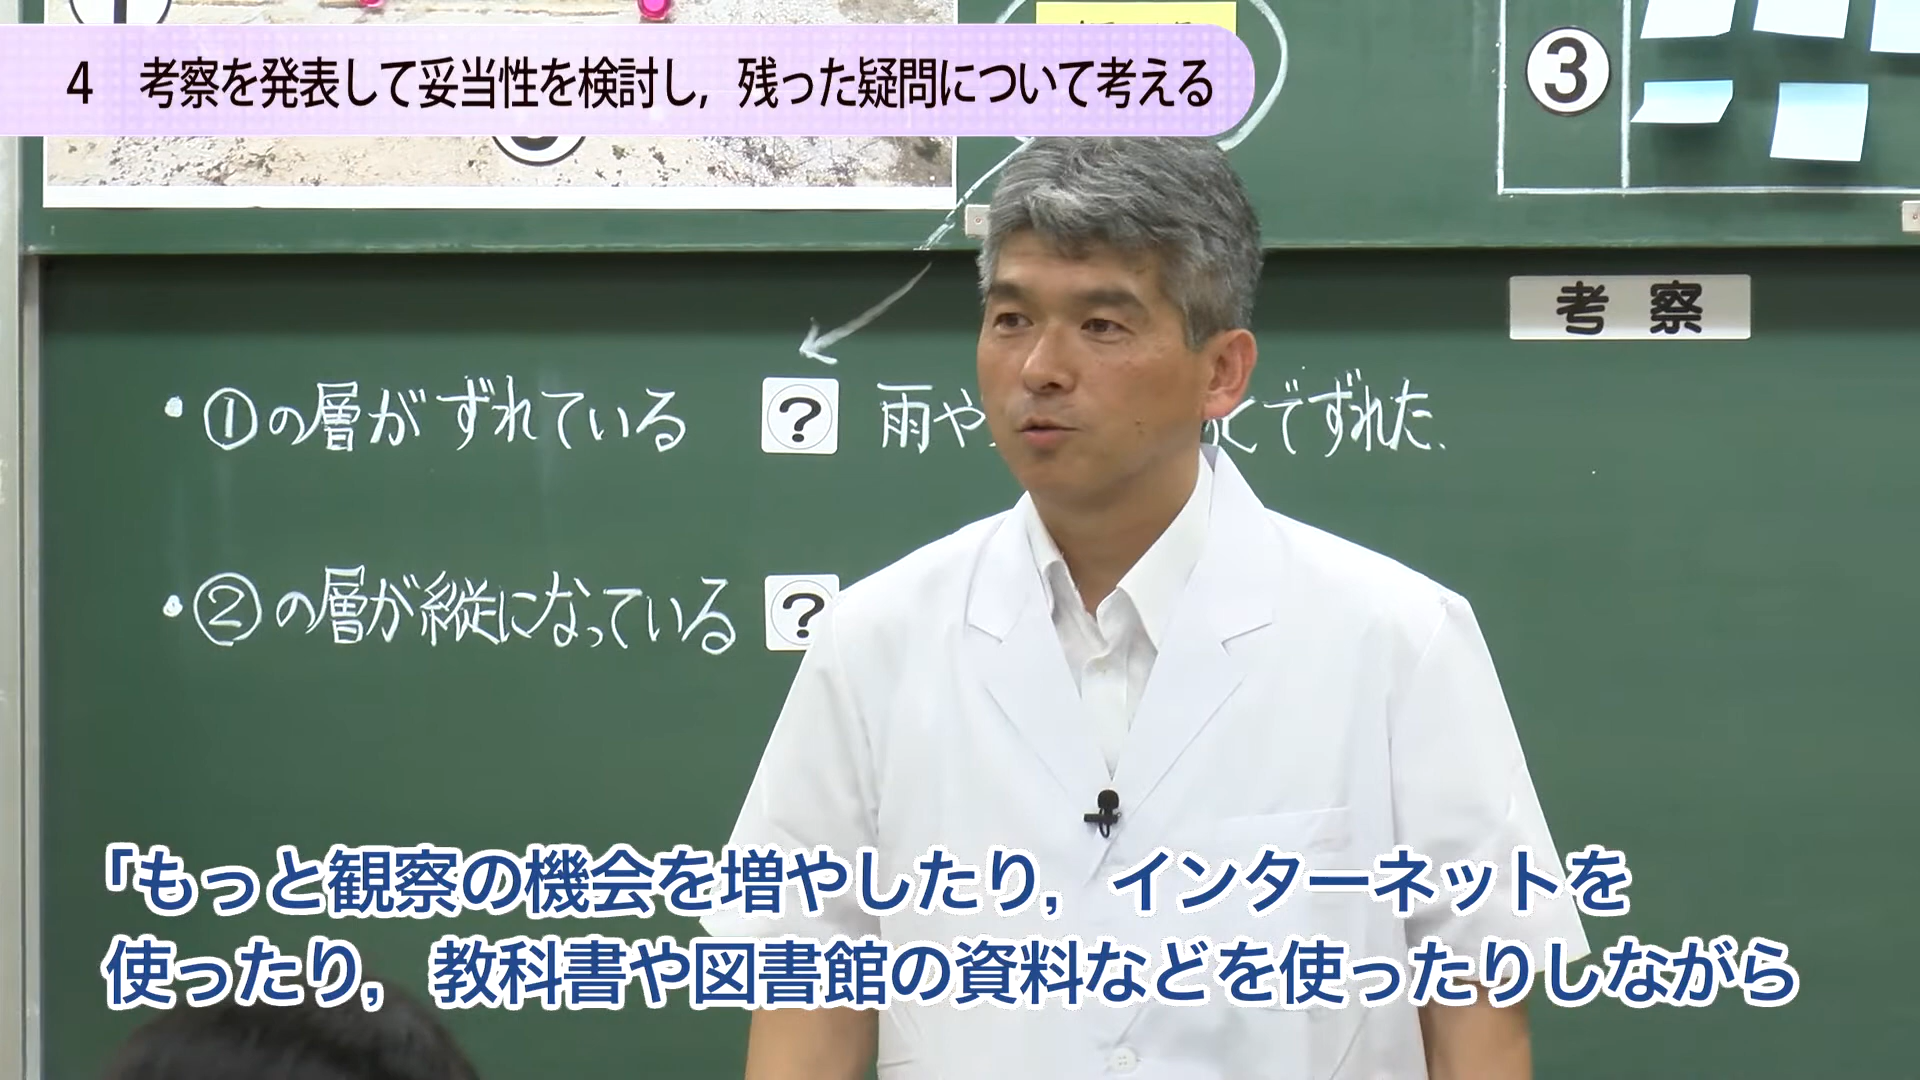 4 考察を発表して妥当性を検討し，残った疑問について考える
③
考察
・①の層がずれている ? 雨や
でずれた
・②の層が縦になっている ?
「もっと観察の機会を増やしたり，インターネットを
使ったり，教科書や図書館の資料などを使ったりしながら